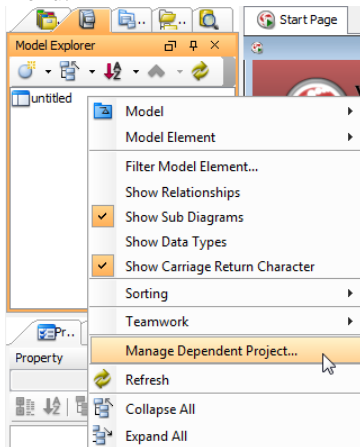 Start Page
Model Explorer
untitled
Model
Model Element
Filter Model Element...
Show Relationships
Show Sub Diagrams
Show Data Types
Show Carriage Return Character
Sorting
Teamwork
Pr..
Manage Dependent Project...
Property
Refresh
Collapse All
Expand All